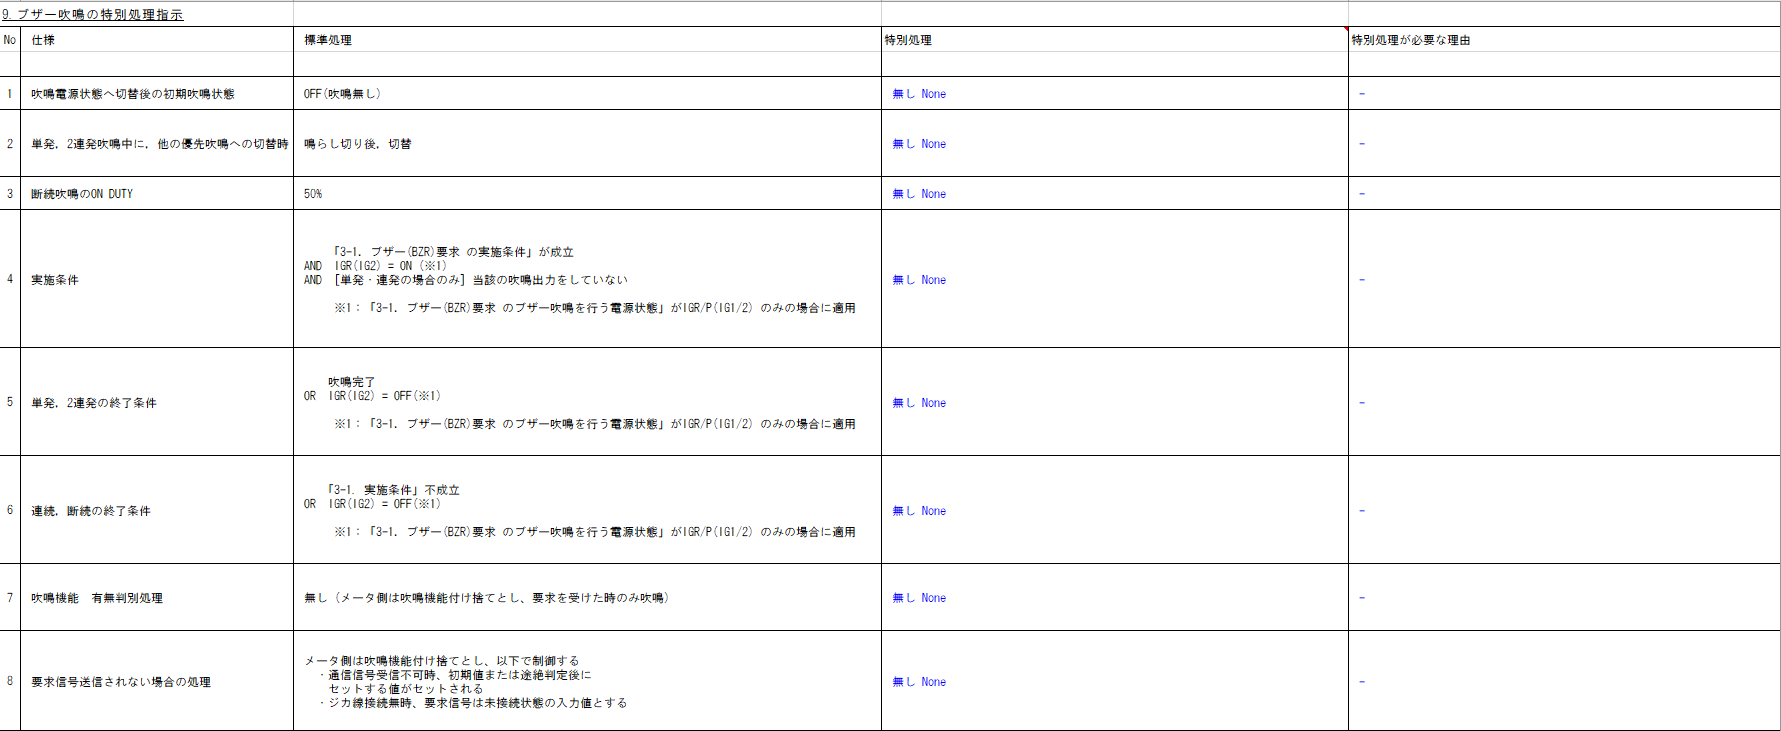 9. ブザー吹鳴の特別処理指示
No 仕様 標準処理 特別処理 特別処理が必要な理由
1 吹鳴電源状態へ切替後の初期吹鳴状態 OFF(吹鳴無し) 無し None -
2 単発, 2連発吹鳴中に, 他の優先吹鳴への切替時 鳴らし切り後, 切替 無し None -
3 断続吹鳴のON DUTY 50% 無し None -
4 実施条件
「3-1. ブザー(BZR)要求 の実施条件」が成立
AND IGR(IG2) = ON (※1)
AND [単発・連発の場合のみ] 当該の吹鳴出力をしていない
※1：「3-1. ブザー(BZR)要求 のブザー吹鳴を行う電源状態」がIGR/P(IG1/2) のみの場合に適用
無し None -
5 単発, 2連発の終了条件
吹鳴完了
OR IGR(IG2) = OFF(※1)
※1：「3-1. ブザー(BZR)要求 のブザー吹鳴を行う電源状態」がIGR/P(IG1/2) のみの場合に適用
無し None -
6 連続, 断続の終了条件
「3-1. 実施条件」不成立
OR IGR(IG2) = OFF(※1)
※1：「3-1. ブザー(BZR)要求 のブザー吹鳴を行う電源状態」がIGR/P(IG1/2) のみの場合に適用
無し None -
7 吹鳴機能　有無判別処理 無し (メータ側は吹鳴機能付け捨てとし、要求を受けた時のみ吹鳴) 無し None -
8 要求信号送信されない場合の処理
メータ側は吹鳴機能付け捨てとし、以下で制御する
・通信信号受信不可時、初期値または途絶判定後に
セットする値がセットされる
・ジカ線接続無時、要求信号は未接続状態の入力値とする
無し None -